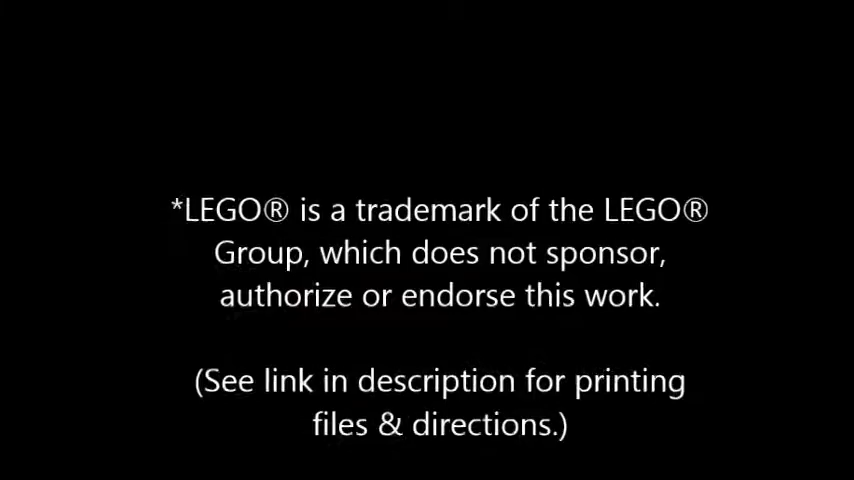 *LEGO® is a trademark of the LEGO®
Group, which does not sponsor,
authorize or endorse this work.
(See link in description for printing
files & directions.)